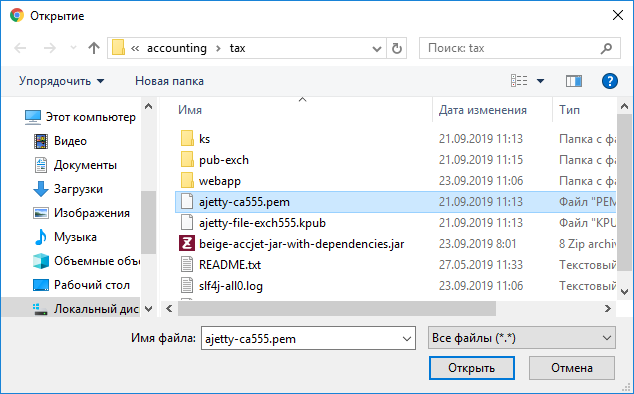 Открытие
« accounting › tax
Поиск: tax
Упорядочить Новая папка
Имя Дата изменения Тип
Этот компьютер
Видео
Документы
Загрузки
Изображения
Музыка
Объемные объе
Рабочий стол
Локальный дис
ks 21.09.2019 11:13 Папка с фа
pub-exch 21.09.2019 11:15 Папка с фа
webapp 23.09.2019 11:06 Папка с фа
ajetty-ca555.pem 21.09.2019 11:13 Файл "PEM
ajetty-file-exch555.kpub 21.09.2019 11:13 Файл "KPU
beige-accjet-jar-with-dependencies.jar 23.09.2019 8:01 8 Zip archiv
README.txt 27.05.2019 11:33 Текстовый
slf4j-all0.log 23.09.2019 11:06 Текстовый
Имя файла: ajetty-ca555.pem Все файлы (*.*)
Открыть Отмена